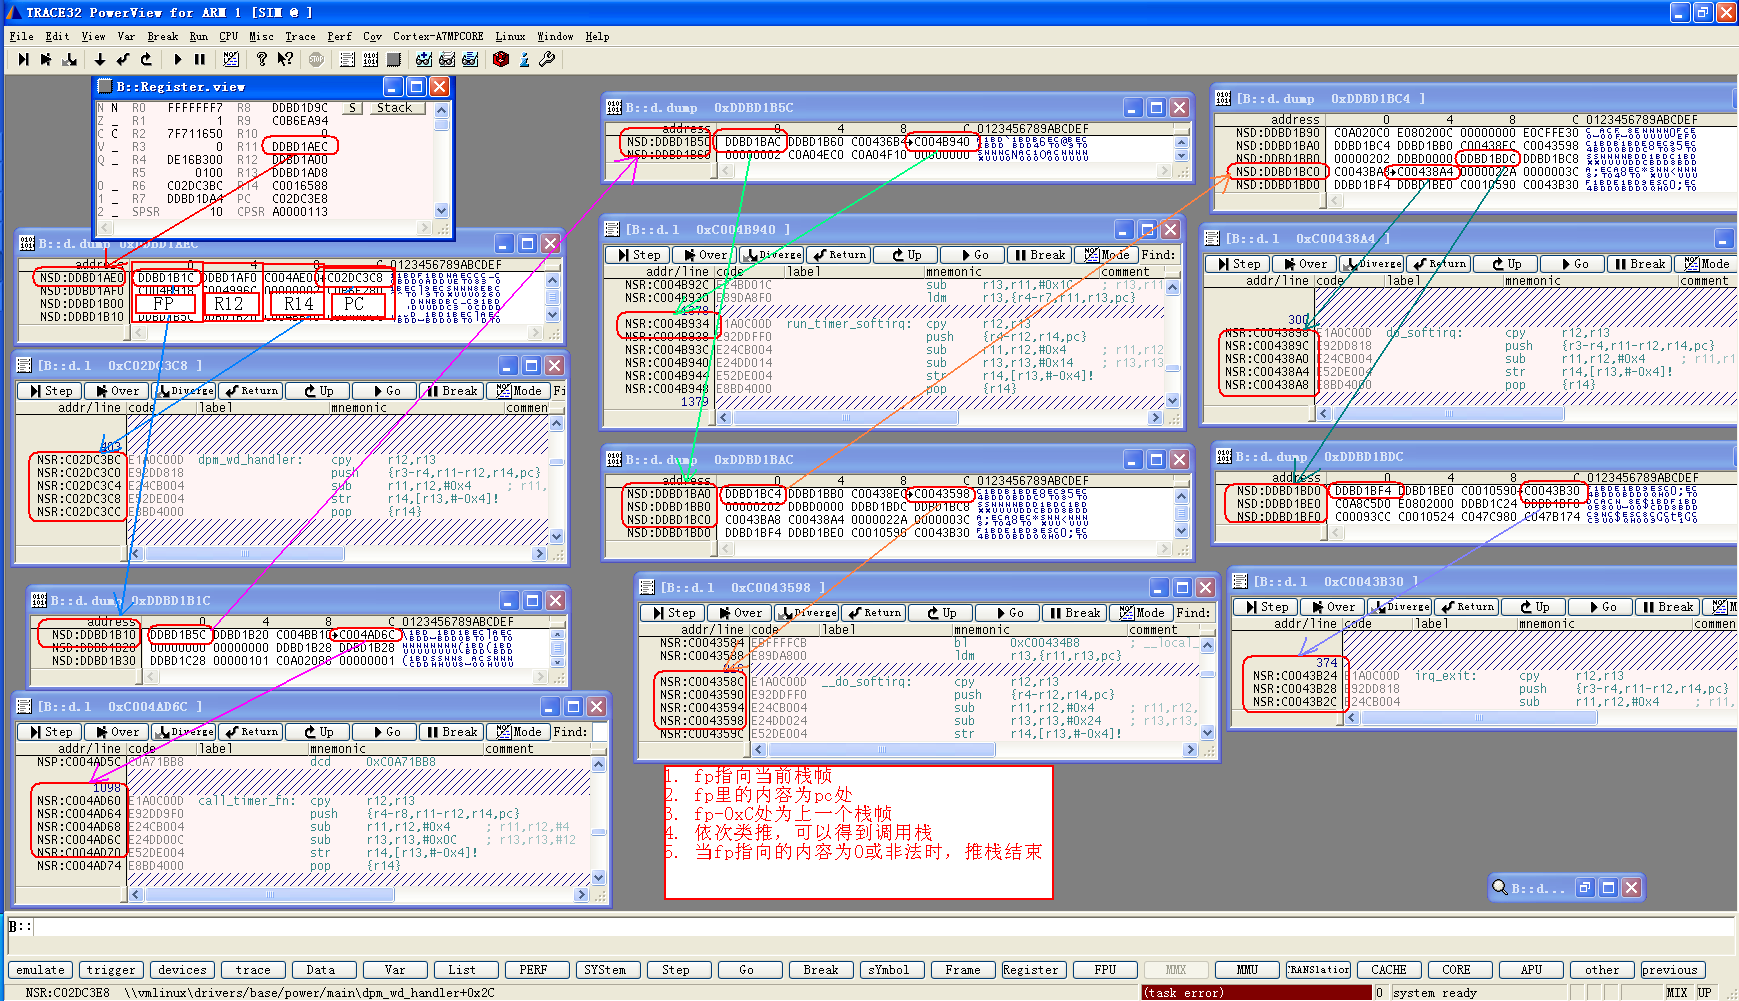 TRACE32 PowerView for ARM 1 [SIM @ ]
File Edit View Var Break Run CPU Misc Trace Perf Cov Cortex-A7MPCORE Linux Window Help
B::Register.view
N N R0 FFFFFFF7 R8 DDBD1D9C S Stack
Z _ R1 1 R9 C0B6EA94
C C R2 7F711650 R10 0
V _ R3 0 R11 DDBD1AEC
Q _ R4 DE16B300 R12 DDBD1A00
R5 0100 R13 DDBD1AD8
0 _ R6 C02DC3BC R14 C0016588
1 _ R7 DDBD1DA4 PC C02DC3E8
2 _ SPSR 10 CPSR A0000113
B::d.dump 0xDDBD1AEC
address 0 4 8 C 0123456789ABCDEF
NSD:DDBD1AE0 DDBD1B1C DDBD1AF0 C004AE00 C02DC3C8
NSD:DDBD1AF0
NSD:DDBD1B00
NSD:DDBD1B10
FP R12 R14 PC
[B::d.l 0xC02DC3C8 ]
Step Over Diverge Return Up Go Break Mode Fi
addr/line code label mnemonic commen
403
NSR:C02DC3BC E1A0C00D dpm_wd_handler: cpy r12,r13
NSR:C02DC3C0 E92DD818 push {r3-r4,r11-r12,r14,pc}
NSR:C02DC3C4 E24CB004 sub r11,r12,#0x4 ; r11,
NSR:C02DC3C8 E52DE004 str r14,[r13,#-0x4]!
NSR:C02DC3CC E8BD4000 pop {r14}
B::d.dump 0xDDBD1B1C
address 0 4 8 C 0123456789ABCDEF
NSD:DDBD1B10 DDBD1B5C DDBD1B20 C004BB10 C004AD6C
NSD:DDBD1B20 00000000 00000000 DDBD1B28 DDBD1B28
NSD:DDBD1B30 DDBD1C28 00000101 C0A02080 00000001
[B::d.l 0xC004AD6C ]
Step Over Diverge Return Up Go Break Mode Find:
addr/line code label mnemonic comment
NSP:C004AD5C C0A71BB8 dcd 0xC0A71BB8
1098
NSR:C004AD60 E1A0C00D call_timer_fn: cpy r12,r13
NSR:C004AD64 E92DD9F0 push {r4-r8,r11-r12,r14,pc}
NSR:C004AD68 E24CB004 sub r11,r12,#0x4 ; r11,r12,#4
NSR:C004AD6C E24DD00C sub r13,r13,#0x0C ; r13,r13,#12
NSR:C004AD70 E52DE004 str r14,[r13,#-0x4]!
NSR:C004AD74 E8BD4000 pop {r14}
B::d.dump 0xDDBD1B5C
address 0 4 8 C 0123456789ABCDEF
NSD:DDBD1B50 DDBD1BAC DDBD1B60 C00436B4 C004B940
NSD:DDBD1B60 00000002 C0A04EC0 C0A04F10 00000000
[B::d.l 0xC004B940 ]
Step Over Diverge Return Up Go Break Mode Find:
addr/line code label mnemonic comment
NSR:C004B92C E24BD01C sub r13,r11,#0x1C
NSR:C004B930 E89DA8F0 ldm r13,{r4-r7,r11,r13,pc}
1378
NSR:C004B934 E1A0C00D run_timer_softirq: cpy r12,r13
NSR:C004B938 E92DDFF0 push {r4-r12,r14,pc}
NSR:C004B93C E24CB004 sub r11,r12,#0x4 ; r11,r12
NSR:C004B940 E24DD014 sub r13,r13,#0x14 ; r13,r13
NSR:C004B944 E52DE004 str r14,[r13,#-0x4]!
NSR:C004B948 E8BD4000 pop {r14}
1379
B::d.dump 0xDDBD1BAC
address 0 4 8 C 0123456789ABCDEF
NSD:DDBD1BA0 DDBD1BC4 DDBD1BB0 C00438EC C0043598
NSD:DDBD1BB0 00000202 DDBD0000 DDBD1BDC DDBD1BC8
NSD:DDBD1BC0 C0043BA8 C00438A4 0000022A 0000003C
NSD:DDBD1BD0 DDBD1BF4 DDBD1BE0 C0010590 C0043B30
[B::d.l 0xC0043598 ]
Step Over Diverge Return Up Go Break Mode Find:
addr/line code label mnemonic comment
NSR:C0043584 EBFFFFCB bl 0xC00434B8 ; __local_
NSR:C0043588 E89DA800 ldm r13,{r11,r13,pc}
NSR:C004358C E1A0C00D __do_softirq: cpy r12,r13
NSR:C0043590 E92DDFF0 push {r4-r12,r14,pc}
NSR:C0043594 E24CB004 sub r11,r12,#0x4 ; r11,r12,
NSR:C0043598 E24DD024 sub r13,r13,#0x24 ; r13,r13,
NSR:C004359C E52DE004 str r14,[r13,#-0x4]!
[B::d.dump 0xDDBD1BC4 ]
address 0 4 8 C 0123456789ABCDEF
NSD:DDBD1B90 C0A020C0 E080200C 00000000 E0CFFE30
NSD:DDBD1BA0 DDBD1BC4 DDBD1BB0 C00438EC C0043598
NSD:DDBD1BB0 00000202 DDBD0000 DDBD1BDC DDBD1BC8
NSD:DDBD1BC0 C0043BA8 C00438A4 0000022A 0000003C
NSD:DDBD1BD0 DDBD1BF4 DDBD1BE0 C0010590 C0043B30
[B::d.l 0xC00438A4 ]
Step Over Diverge Return Up Go Break Mode
addr/line code label mnemonic
300
NSR:C0043898 E1A0C00D do_softirq: cpy r12,r13
NSR:C004389C E92DD818 push {r3-r4,r11-r12,r14,pc}
NSR:C00438A0 E24CB004 sub r11,r12,#0x4 ; r11,r1
NSR:C00438A4 E52DE004 str r14,[r13,#-0x4]!
NSR:C00438A8 E8BD4000 pop {r14}
B::d.dump 0xDDBD1BDC
address 0 4 8 C 0123456789ABCDEF
NSD:DDBD1BD0 DDBD1BF4 DDBD1BE0 C0010590 C0043B30
NSD:DDBD1BE0 C0A8C5D0 E0802000 DDBD1C24 DDBD1BF8
NSD:DDBD1BF0 C00093CC C0010524 C047C980 C047B174
[B::d.l 0xC0043B30 ]
Step Over Diverge Return Up Go Break
addr/line code label mnemonic commen
374
NSR:C0043B24 E1A0C00D irq_exit: cpy r12,r13
NSR:C0043B28 E92DD818 push {r3-r4,r11-r12,r14,pc}
NSR:C0043B2C E24CB004 sub r11,r12,#0x4 ; r11,
1. fp指向当前栈帧
2. fp里的内容为pc处
3. fp-0xC处为上一个栈帧
4. 依次类推，可以得到调用栈
5. 当fp指向的内容为0或非法时，推栈结束
B::d...
B::
emulate trigger devices trace Data Var List PERF SYStem Step Go Break sYmbol Frame Register FPU MMX MMU TRANSlation CACHE CORE APU other previous
NSR:C02DC3E8 \\vmlinux\drivers/base/power/main\dpm_wd_handler+0x2C (task error) 0 system ready MIX UP